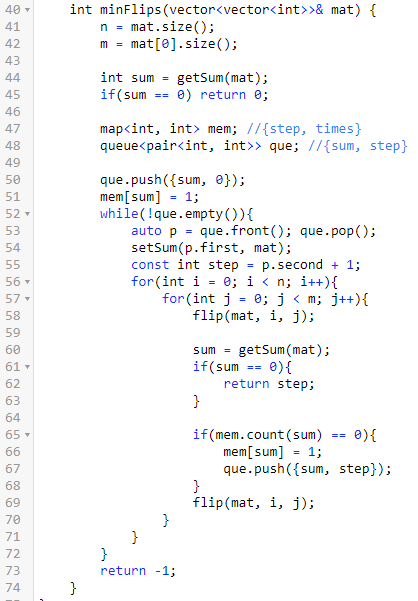 40 int minFlips(vector<vector<int>>& mat) {
41 n = mat.size();
42 m = mat[0].size();
43
44 int sum = getSum(mat);
45 if(sum == 0) return 0;
46
47 map<int, int> mem; //{step, times}
48 queue<pair<int, int>> que; //{sum, step}
49
50 que.push({sum, 0});
51 mem[sum] = 1;
52 while(!que.empty()){
53 auto p = que.front(); que.pop();
54 setSum(p.first, mat);
55 const int step = p.second + 1;
56 for(int i = 0; i < n; i++){
57 for(int j = 0; j < m; j++){
58 flip(mat, i, j);
59
60 sum = getSum(mat);
61 if(sum == 0){
62 return step;
63 }
64
65 if(mem.count(sum) == 0){
66 mem[sum] = 1;
67 que.push({sum, step});
68 }
69 flip(mat, i, j);
70 }
71 }
72 }
73 return -1;
74 }